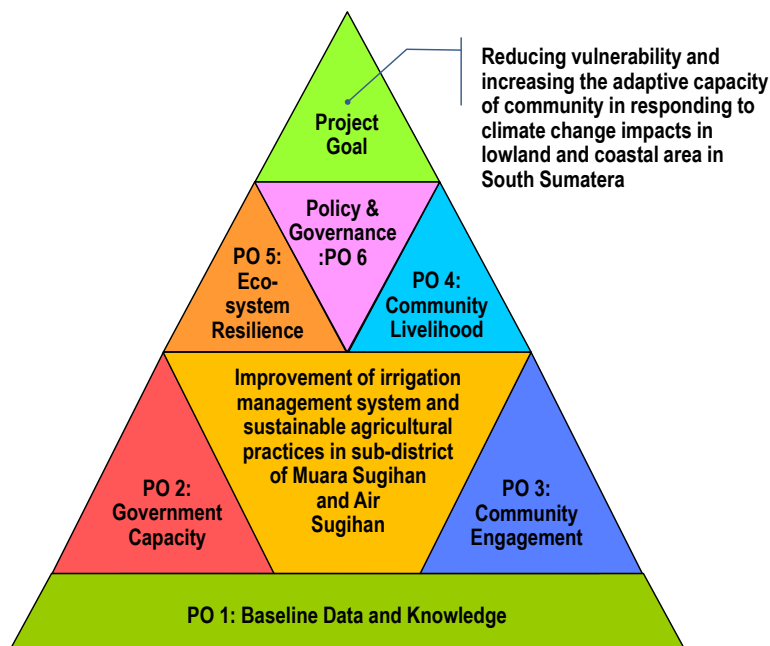 Reducing vulnerability and
increasing the adaptive capacity
of community in responding to
climate change impacts in
lowland and coastal area in
South Sumatera
Project
Goal
Policy &
Governance
:PO 6
PO 5:
Eco-
system
Resilience
PO 4:
Community
Livelihood
Improvement of irrigation
management system and
sustainable agricultural
practices in sub-district
of Muara Sugihan
and Air
Sugihan
PO 2:
Government
Capacity
PO 3:
Community
Engagement
PO 1: Baseline Data and Knowledge